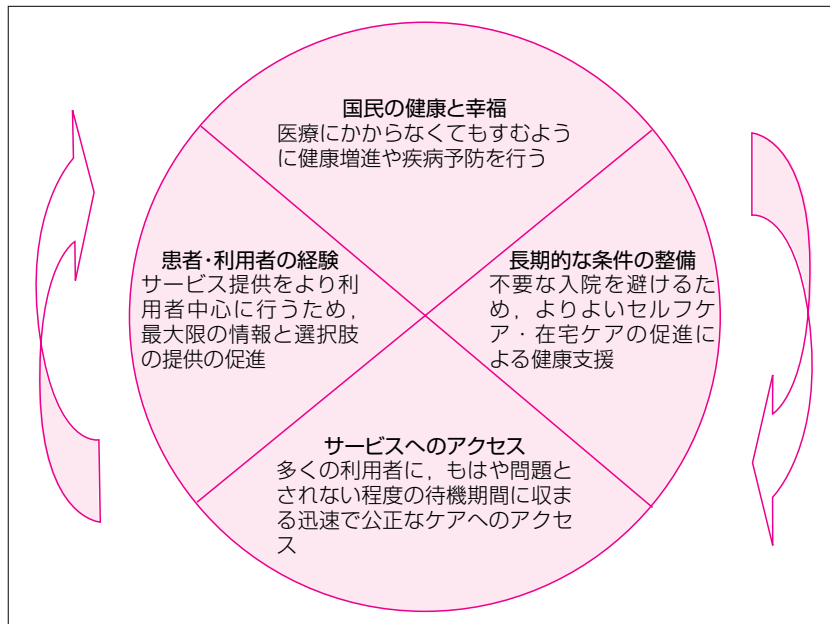 国民の健康と幸福
医療にかからなくてもすむよう
に健康増進や疾病予防を行う
患者・利用者の経験
サービス提供をより利
用者中心に行うため，
最大限の情報と選択肢
の提供の促進
長期的な条件の整備
不要な入院を避けるた
め，よりよいセルフケ
ア・在宅ケアの促進に
よる健康支援
サービスへのアクセス
多くの利用者に，もはや問題と
されない程度の待機期間に収ま
る迅速で公正なケアへのアクセ
ス